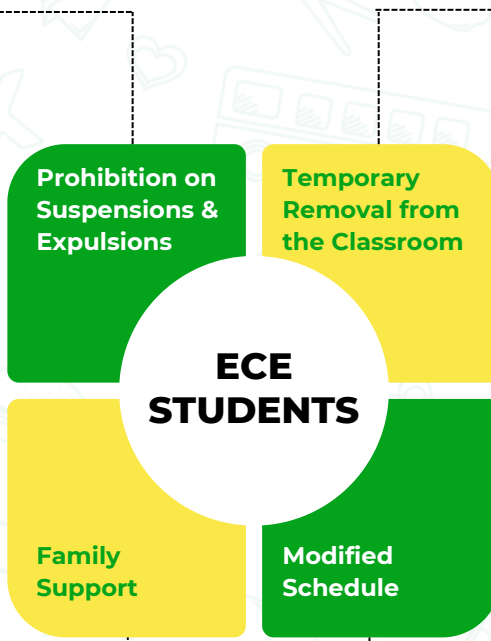 Prohibition on
Suspensions &
Expulsions
Temporary
Removal from
the Classroom
ECE
STUDENTS
Family
Support
Modified
Schedule